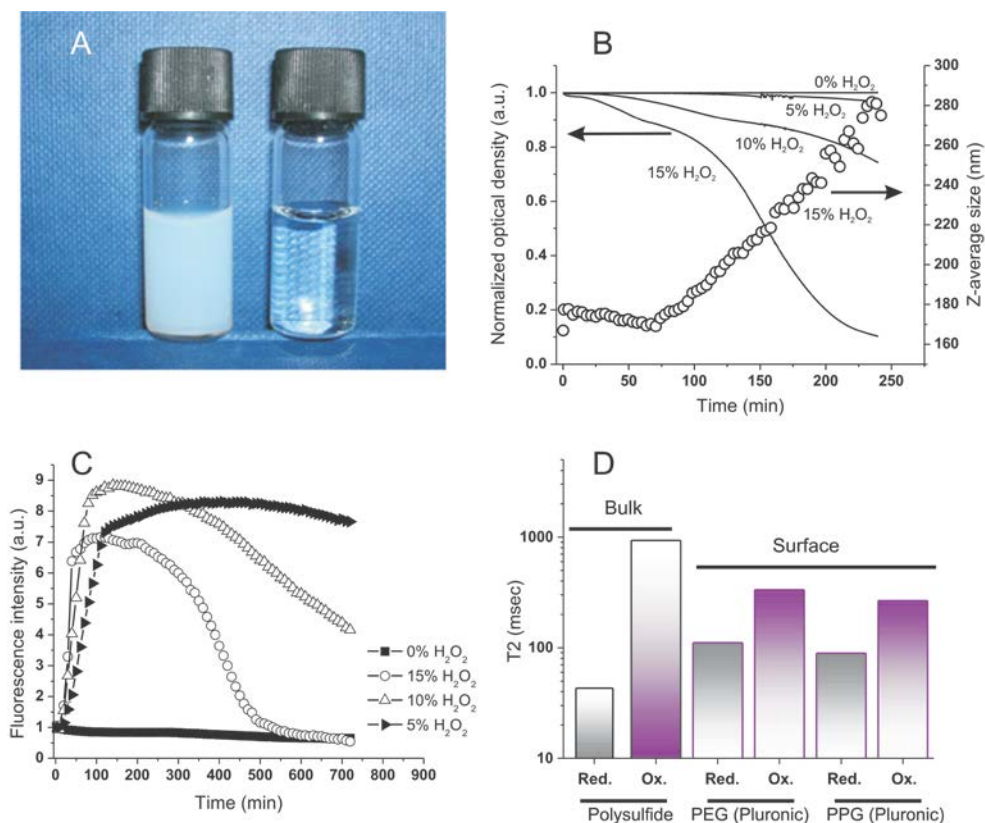 A
B
0% H₂O₂
5% H₂O₂
10% H₂O₂
15% H₂O₂
15% H₂O₂
Normalized optical density (a.u.)
1.0
0.8
0.6
0.4
0.2
0.0
300
280
260
240
220
200
180
160
Z-average size (nm)
0 50 100 150 200 250
Time (min)
C
Fluorescence intensity (a.u.)
9
8
7
6
5
4
3
2
1
0
0% H₂O₂
15% H₂O₂
10% H₂O₂
5% H₂O₂
0 100 200 300 400 500 600 700 800 900
Time (min)
D
Bulk
Surface
T2 (msec)
1000
100
10
Red. Ox. Red. Ox. Red. Ox.
Polysulfide PEG (Pluronic) PPG (Pluronic)